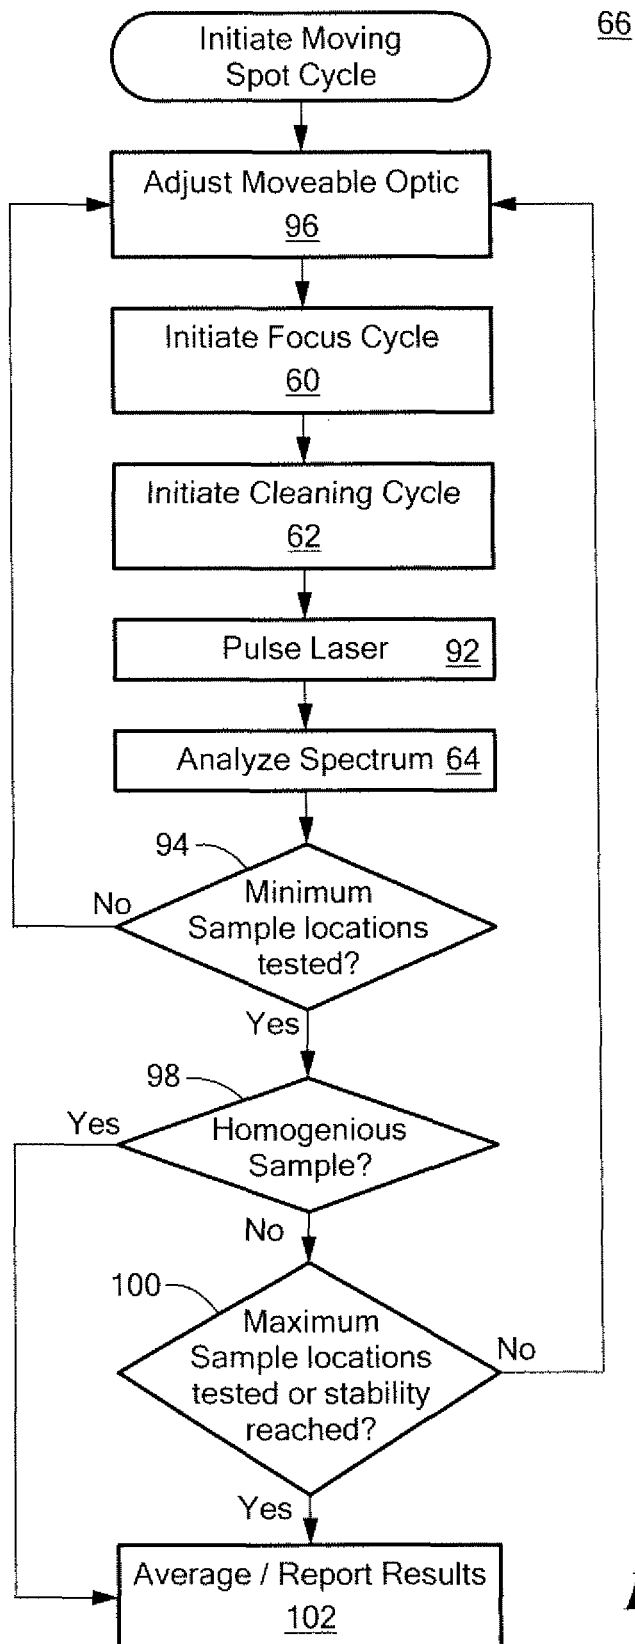 Initiate Moving
Spot Cycle
66
Adjust Moveable Optic
96
Initiate Focus Cycle
60
Initiate Cleaning Cycle
62
Pulse Laser 92
Analyze Spectrum 64
94
Minimum
Sample locations
tested?
No
Yes
98
Homogenious
Sample?
Yes
No
100
Maximum
Sample locations
tested or stability
reached?
No
Yes
Average / Report Results
102